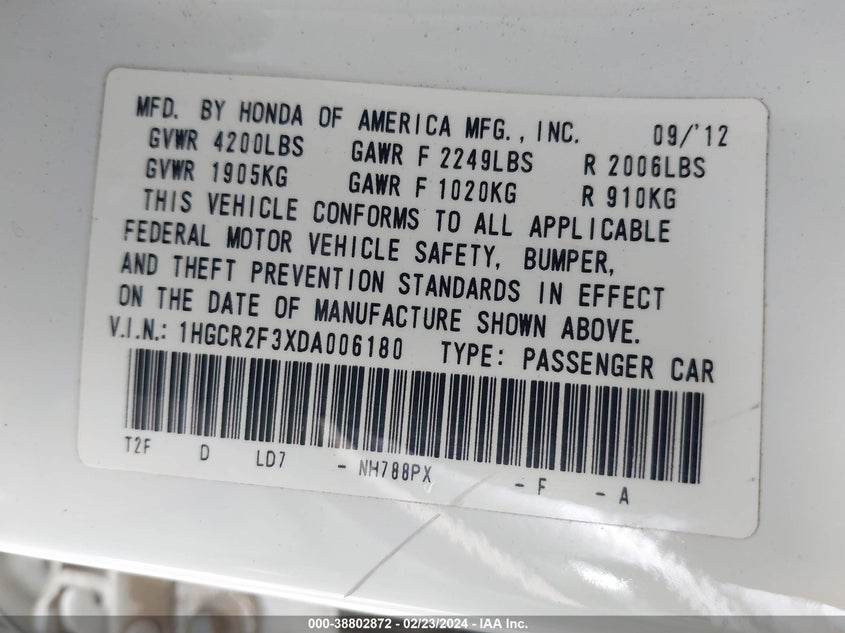 MFD. BY HONDA OF AMERICA MFG., INC. 09/'12
GVWR 4200LBS GAWR F 2249LBS R 2006LBS
GVWR 1905KG GAWR F 1020KG R 910KG
THIS VEHICLE CONFORMS TO ALL APPLICABLE
FEDERAL MOTOR VEHICLE SAFETY, BUMPER,
AND THEFT PREVENTION STANDARDS IN EFFECT
ON THE DATE OF MANUFACTURE SHOWN ABOVE.
V.I.N.: 1HGCR2F3XDA006180 TYPE: PASSENGER CAR
T2F D LD7 - NH788PX - F - A
000-38802872 - 02/23/2024 - IAA Inc.